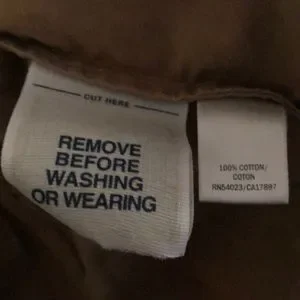 CUT HERE
REMOVE
BEFORE
WASHING
OR WEARING
100% COTTON/
COTON
RN54023/CA17897